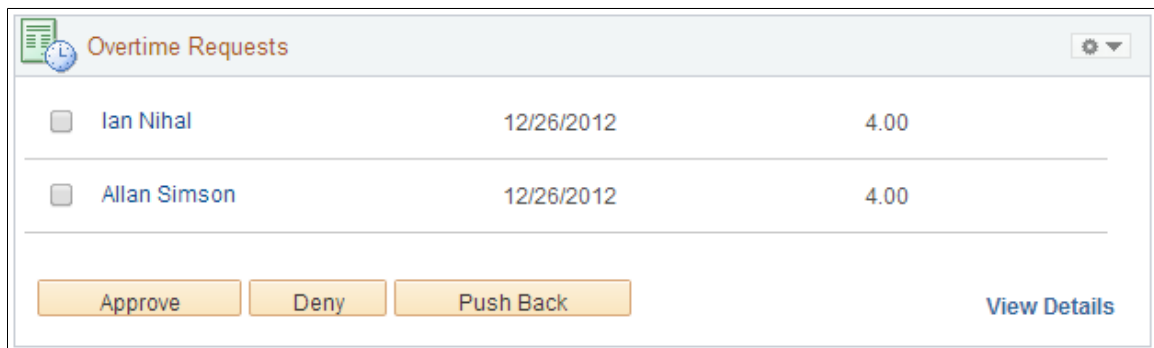 Overtime Requests
Ian Nihal 12/26/2012 4.00
Allan Simson 12/26/2012 4.00
Approve Deny Push Back View Details